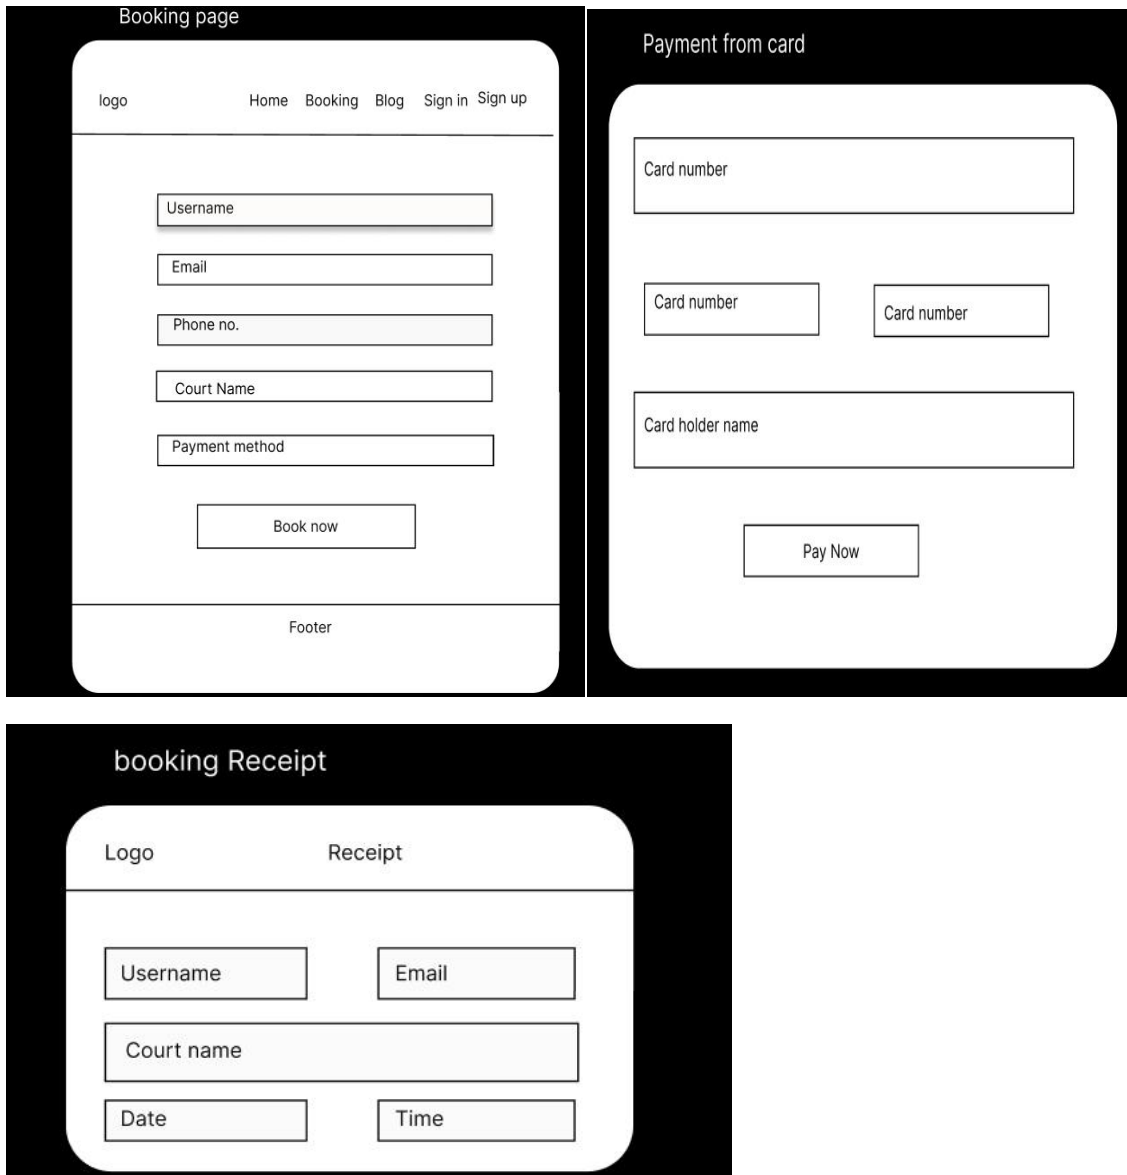 Booking page
logo Home Booking Blog Sign in Sign up
Username
Email
Phone no.
Court Name
Payment method
Book now
Footer
Payment from card
Card number
Card number Card number
Card holder name
Pay Now
booking Receipt
Logo Receipt
Username Email
Court name
Date Time